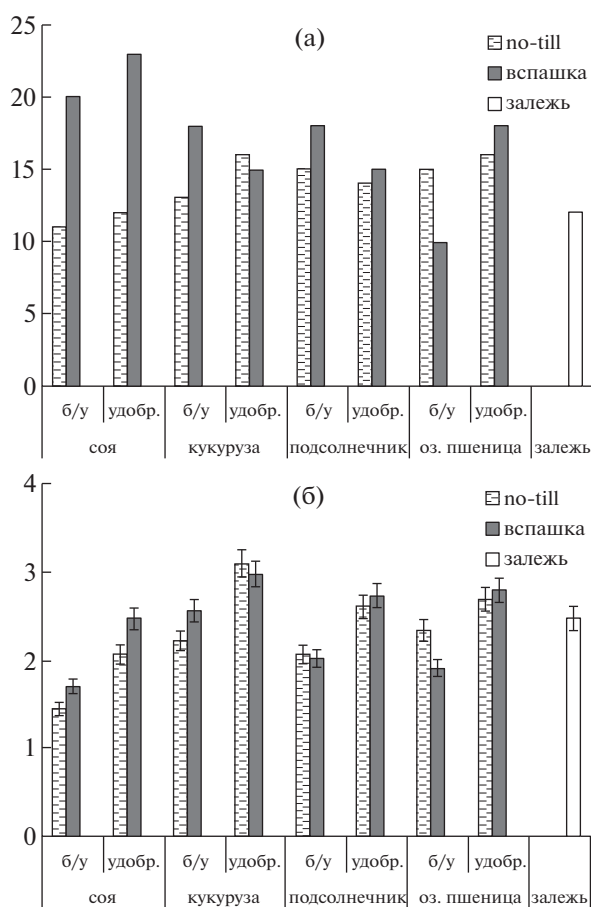 (а)
25
20
15
10
5
0
no-till
вспашка
залежь
б/у удобр. б/у удобр. б/у удобр. б/у удобр.
соя кукуруза подсолнечник оз. пшеница залежь
(б)
4
3
2
1
0
no-till
вспашка
залежь
б/у удобр. б/у удобр. б/у удобр. б/у удобр.
соя кукуруза подсолнечник оз. пшеница залежь